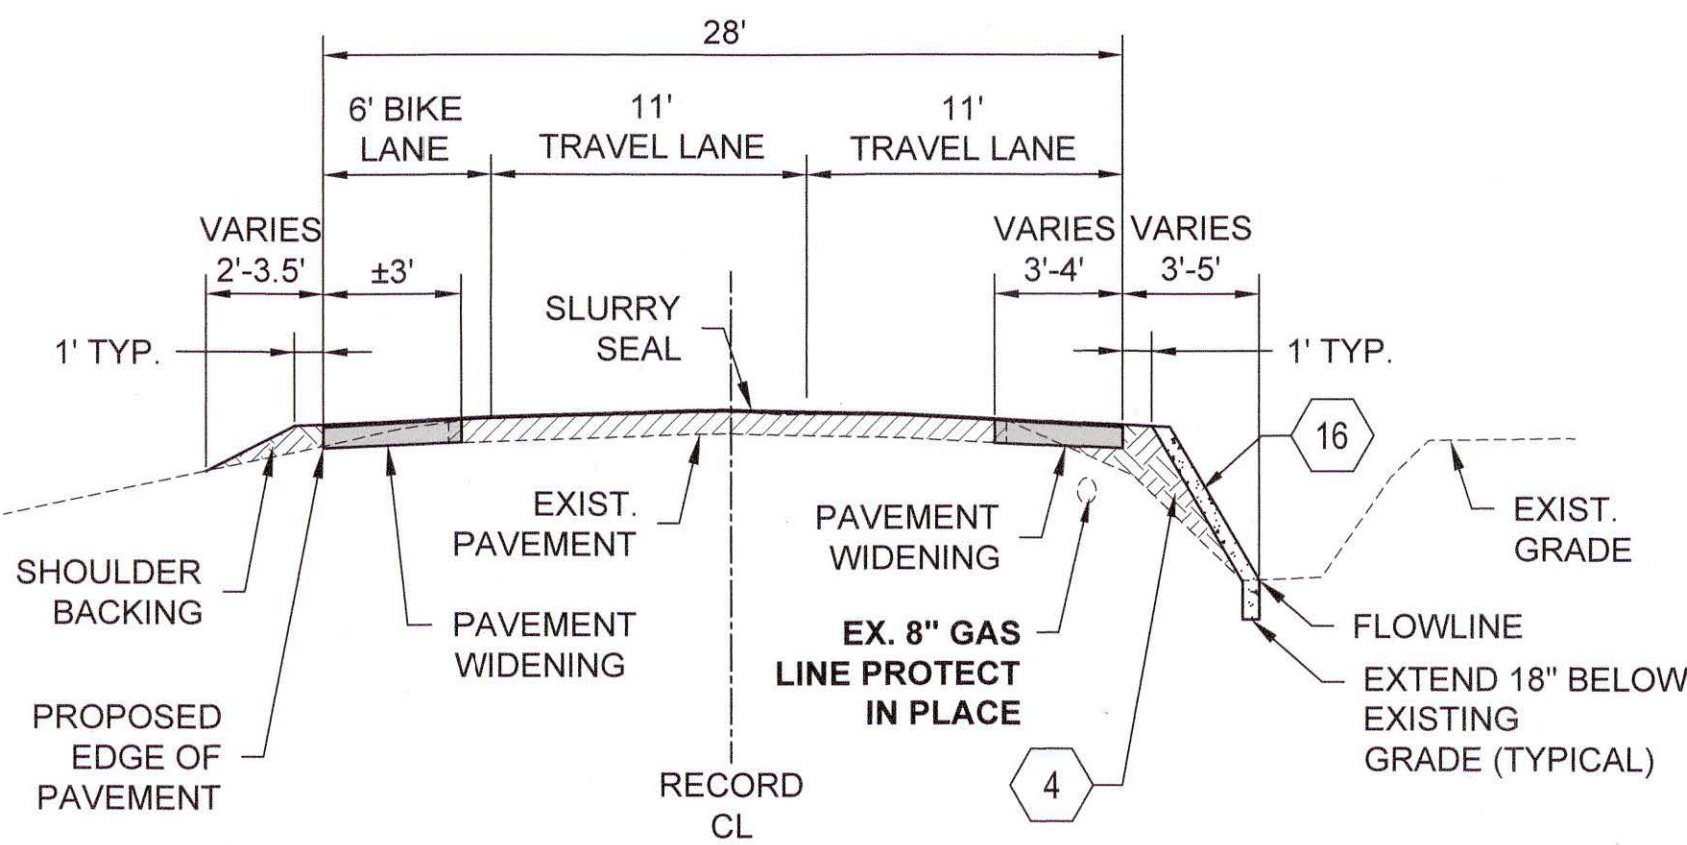 28'
6' BIKE
LANE
11'
TRAVEL LANE
11'
TRAVEL LANE
VARIES
2'-3.5'
±3'
VARIES
3'-4'
VARIES
3'-5'
1' TYP.
SLURRY
SEAL
1' TYP.
16
EXIST.
PAVEMENT
PAVEMENT
WIDENING
EXIST.
GRADE
SHOULDER
BACKING
PAVEMENT
WIDENING
EX. 8" GAS
LINE PROTECT
IN PLACE
FLOWLINE
EXTEND 18" BELOW
EXISTING
GRADE (TYPICAL)
PROPOSED
EDGE OF
PAVEMENT
RECORD
CL
4